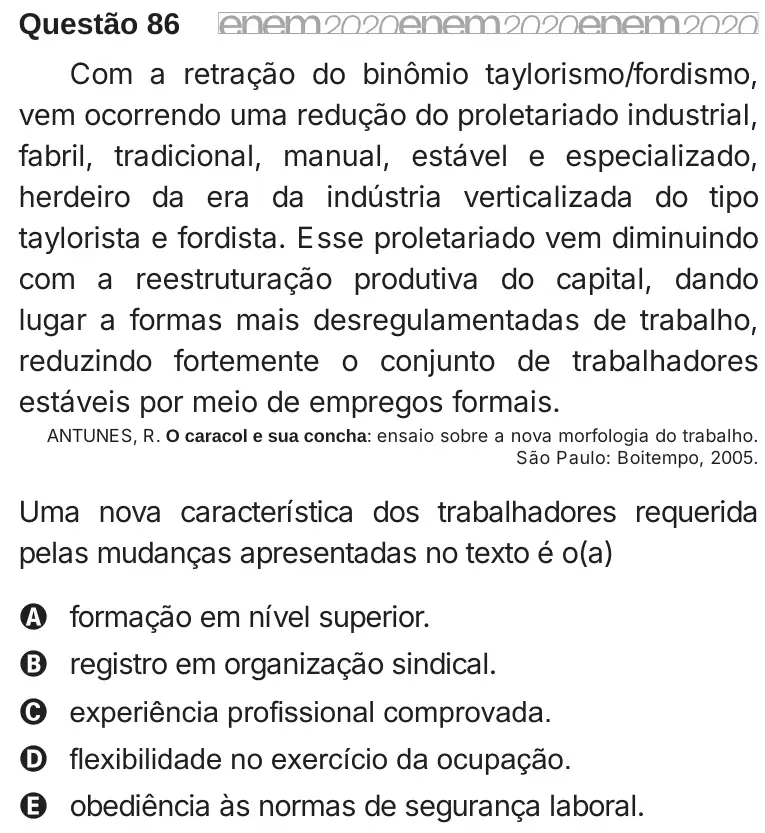 Questão 86 enem2020enem2020enem2020
Com a retração do binômio taylorismo/fordismo,
vem ocorrendo uma redução do proletariado industrial,
fabril, tradicional, manual, estável e especializado,
herdeiro da era da indústria verticalizada do tipo
taylorista e fordista. Esse proletariado vem diminuindo
com a reestruturação produtiva do capital, dando
lugar a formas mais desregulamentadas de trabalho,
reduzindo fortemente o conjunto de trabalhadores
estáveis por meio de empregos formais.
ANTUNES, R. O caracol e sua concha: ensaio sobre a nova morfologia do trabalho.
São Paulo: Boitempo, 2005.
Uma nova característica dos trabalhadores requerida
pelas mudanças apresentadas no texto é o(a)
A formação em nível superior.
B registro em organização sindical.
C experiência profissional comprovada.
D flexibilidade no exercício da ocupação.
E obediência às normas de segurança laboral.